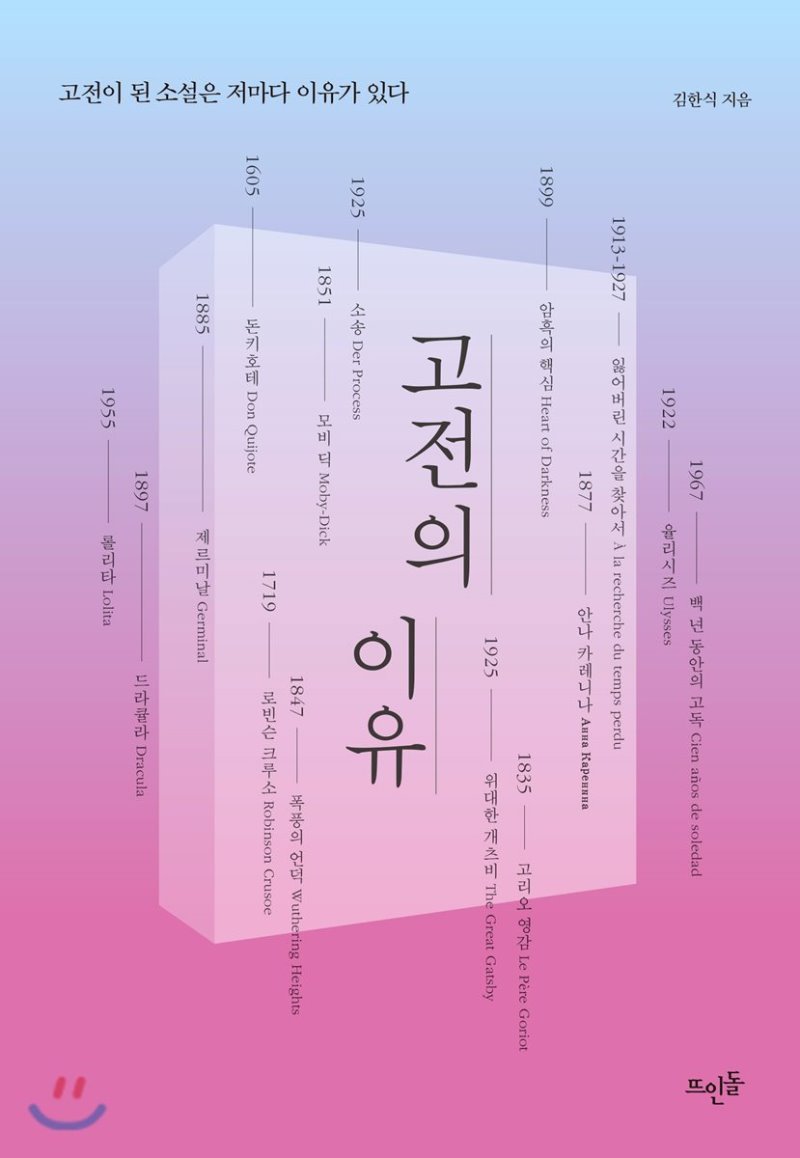 고전이 된 소설은 저마다 이유가 있다
김한식 지음
고전의
이유
1955 롤리타 Lolita
1897 드라큘라 Dracula
1885 제르미날 Germinal
1605 돈키호테 Don Quijote
1719 로빈슨 크루소 Robinson Crusoe
1847 폭풍의 언덕 Wuthering Heights
1851 모비 딕 Moby-Dick
1925 소송 Der Process
1925 위대한 개츠비 The Great Gatsby
1835 고리오 영감 Le Père Goriot
1899 암흑의 핵심 Heart of Darkness
1877 안나 카레니나 Анна Каренина
1913-1927 잃어버린 시간을 찾아서 À la recherche du temps perdu
1922 율리시즈 Ulysses
1967 백 년 동안의 고독 Cien años de soledad
뜨인돌